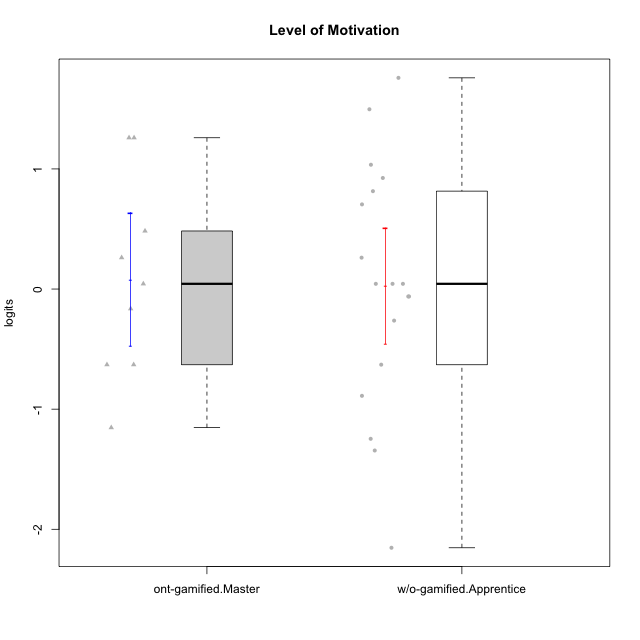 Level of Motivation
logits
1
0
-1
-2
ont-gamified.Master
w/o-gamified.Apprentice